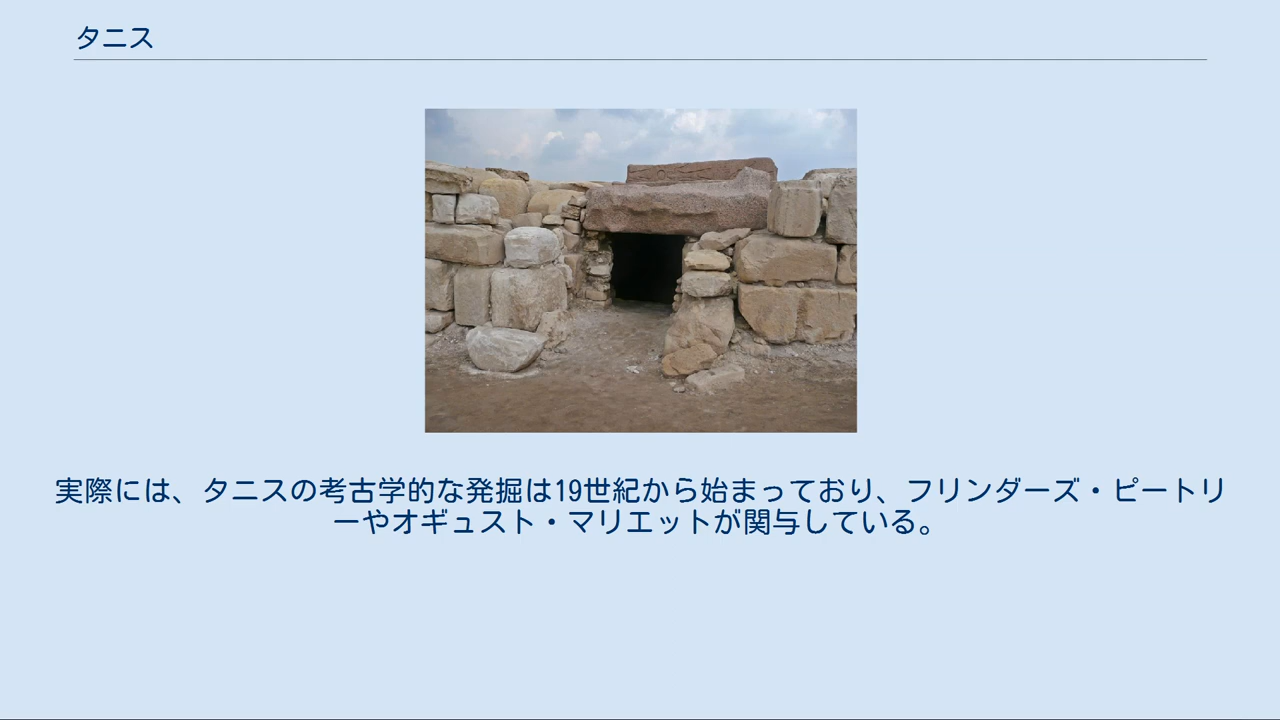 タニス
実際には、タニスの考古学的な発掘は19世紀から始まっており、フリンダーズ・ピートリ
ーやオギュスト・マリエットが関与している。